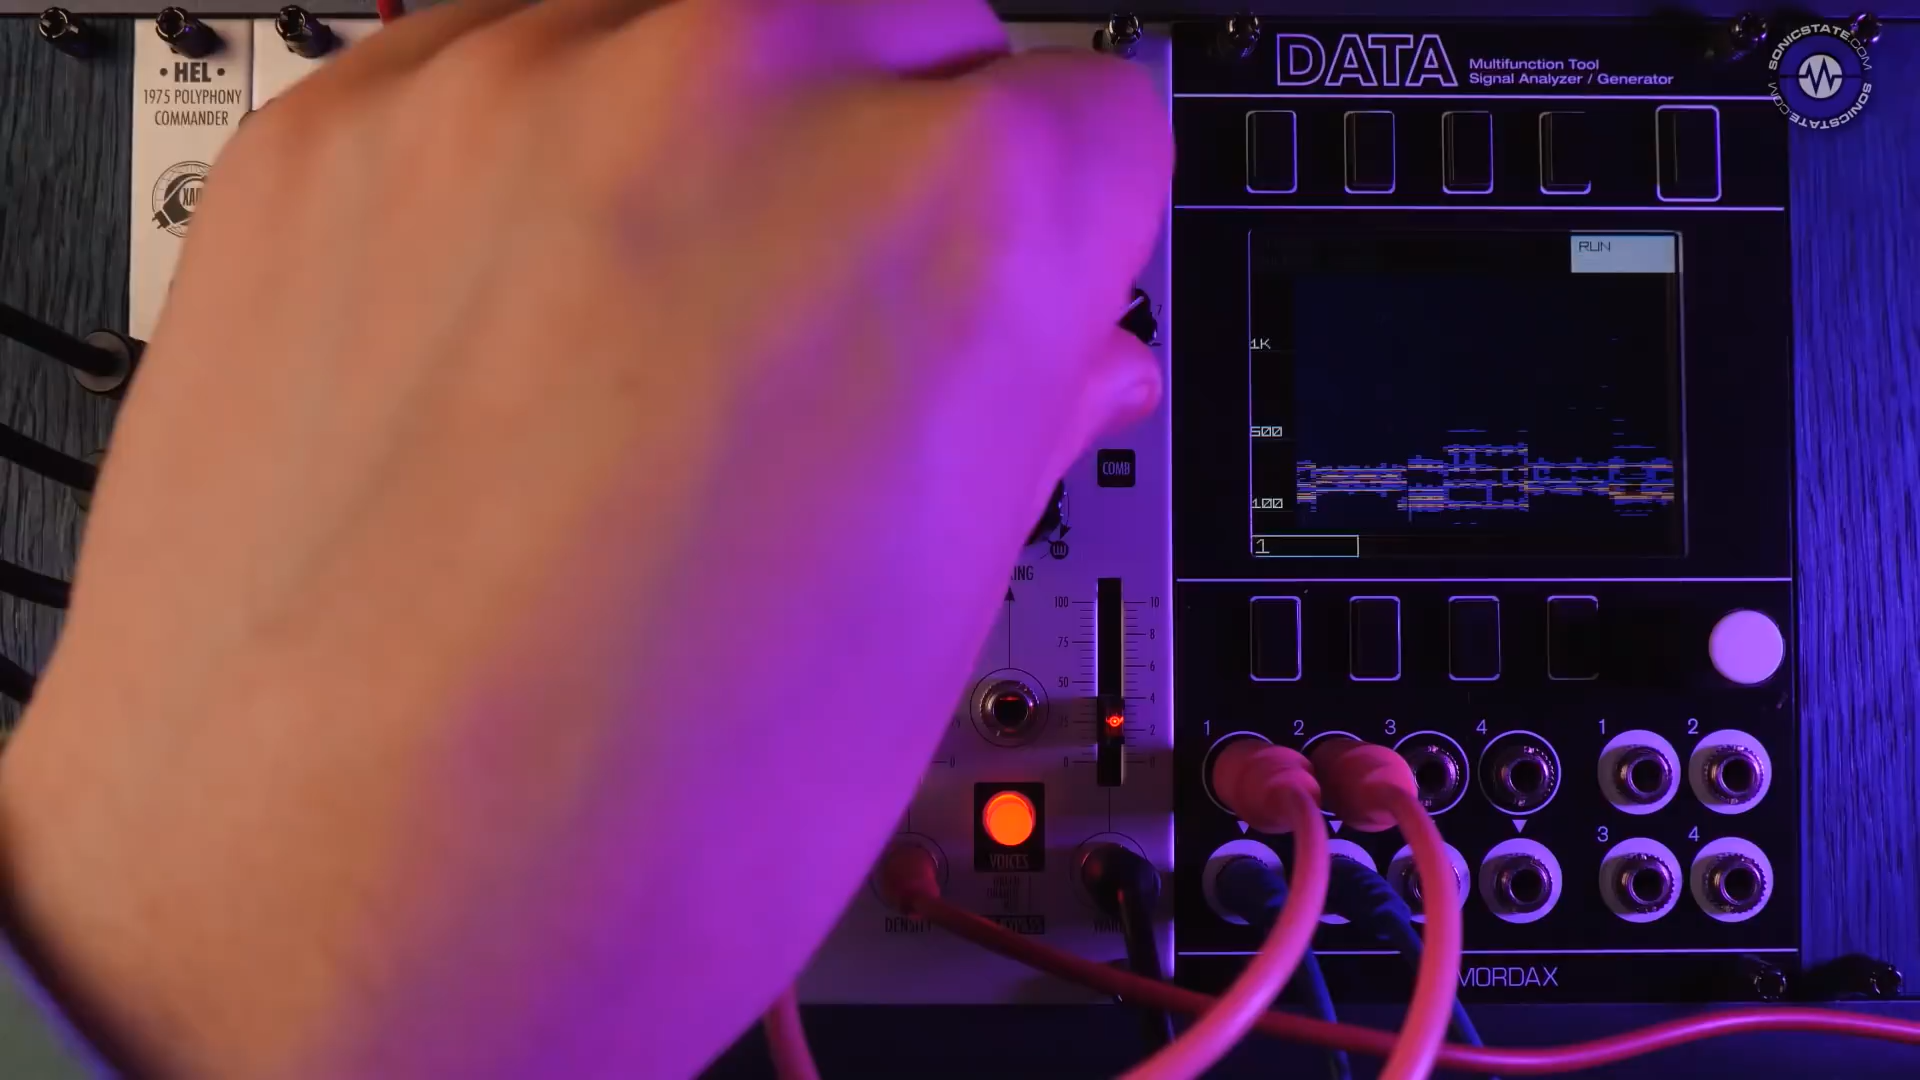 • HEL •
1975 POLYPHONY
COMMANDER
DATA
Multifunction Tool
Signal Analyzer / Generator
SONICSTATE.COM
SONICSTATE.COM
RUN
1K
500
100
1
COMB
100
75
50
0
10
8
6
4
2
VOICES
DENSITY
1 2 3 4
1 2
3 4
MORDAX